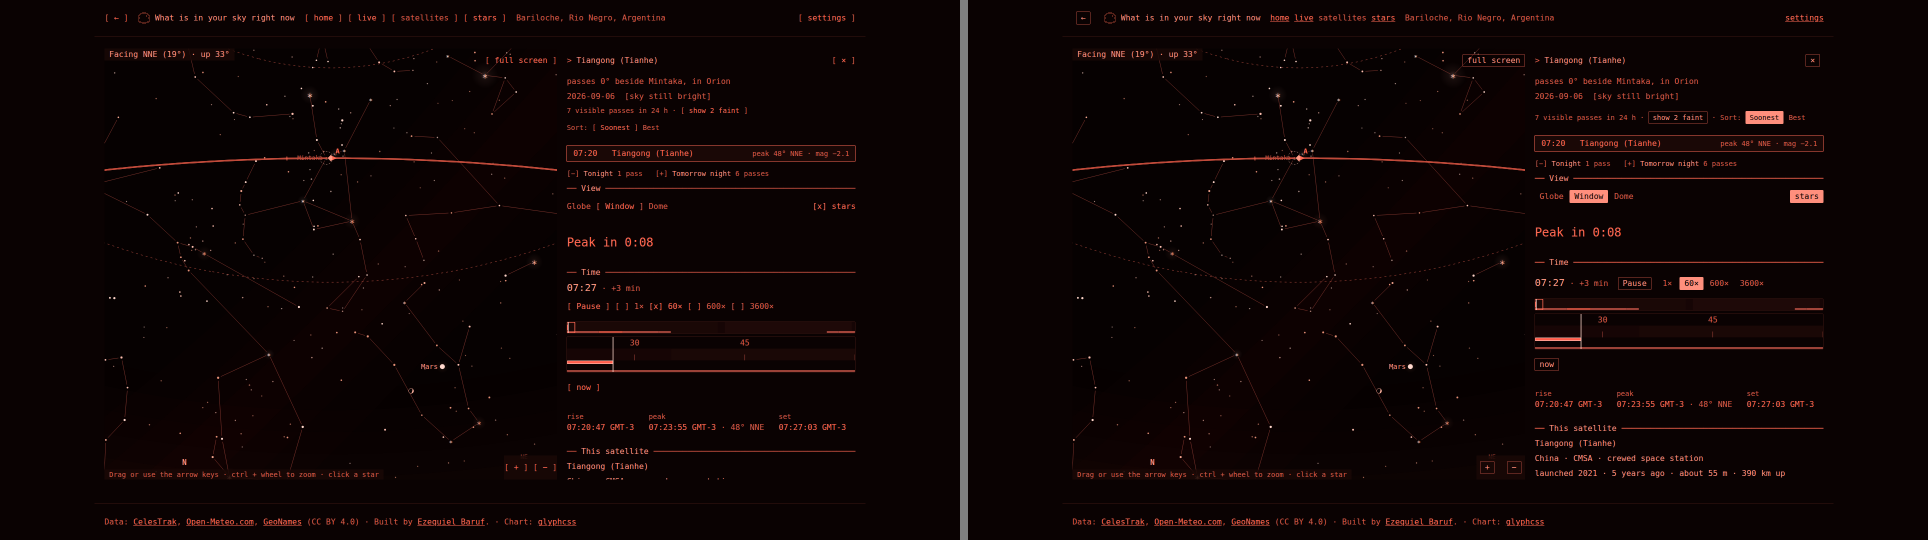 [ ← ] What is in your sky right now [ home ] [ live ] [ satellites ] [ stars ] Bariloche, Rio Negro, Argentina [ settings ]
Facing NNE (19°) · up 33°
[ full screen ]
> Tiangong (Tianhe) [ × ]
passes 0° beside Mintaka, in Orion
2026-09-06 [sky still bright]
7 visible passes in 24 h · [ show 2 faint ]
Sort: [ Soonest ] Best
07:20 Tiangong (Tianhe) peak 48° NNE · mag −2.1
[−] Tonight 1 pass [+] Tomorrow night 6 passes
View
Globe [ Window ] Dome [x] stars
Peak in 0:08
Time
07:27 · +3 min
[ Pause ] [ ] 1× [x] 60× [ ] 600× [ ] 3600×
30 45
[ now ]
rise peak set
07:20:47 GMT-3 07:23:55 GMT-3 · 48° NNE 07:27:03 GMT-3
This satellite
Tiangong (Tianhe)
Mintaka
A
Mars
N
[ + ] [ − ]
Drag or use the arrow keys · ctrl + wheel to zoom · click a star
Data: CelesTrak, Open-Meteo.com, GeoNames (CC BY 4.0) · Built by Ezequiel Baruf. · Chart: glyphcss
← What is in your sky right now home live satellites stars Bariloche, Rio Negro, Argentina settings
Facing NNE (19°) · up 33°
full screen
> Tiangong (Tianhe) ×
passes 0° beside Mintaka, in Orion
2026-09-06 [sky still bright]
7 visible passes in 24 h · show 2 faint · Sort: Soonest Best
07:20 Tiangong (Tianhe) peak 48° NNE · mag −2.1
[−] Tonight 1 pass [+] Tomorrow night 6 passes
View
Globe Window Dome stars
Peak in 0:08
Time
07:27 · +3 min Pause 1× 60× 600× 3600×
30 45
now
rise peak set
07:20:47 GMT-3 07:23:55 GMT-3 · 48° NNE 07:27:03 GMT-3
This satellite
Tiangong (Tianhe)
China · CMSA · crewed space station
launched 2021 · 5 years ago · about 55 m · 390 km up
Mintaka
A
Mars
N
+ −
Drag or use the arrow keys · ctrl + wheel to zoom · click a star
Data: CelesTrak, Open-Meteo.com, GeoNames (CC BY 4.0) · Built by Ezequiel Baruf. · Chart: glyphcss